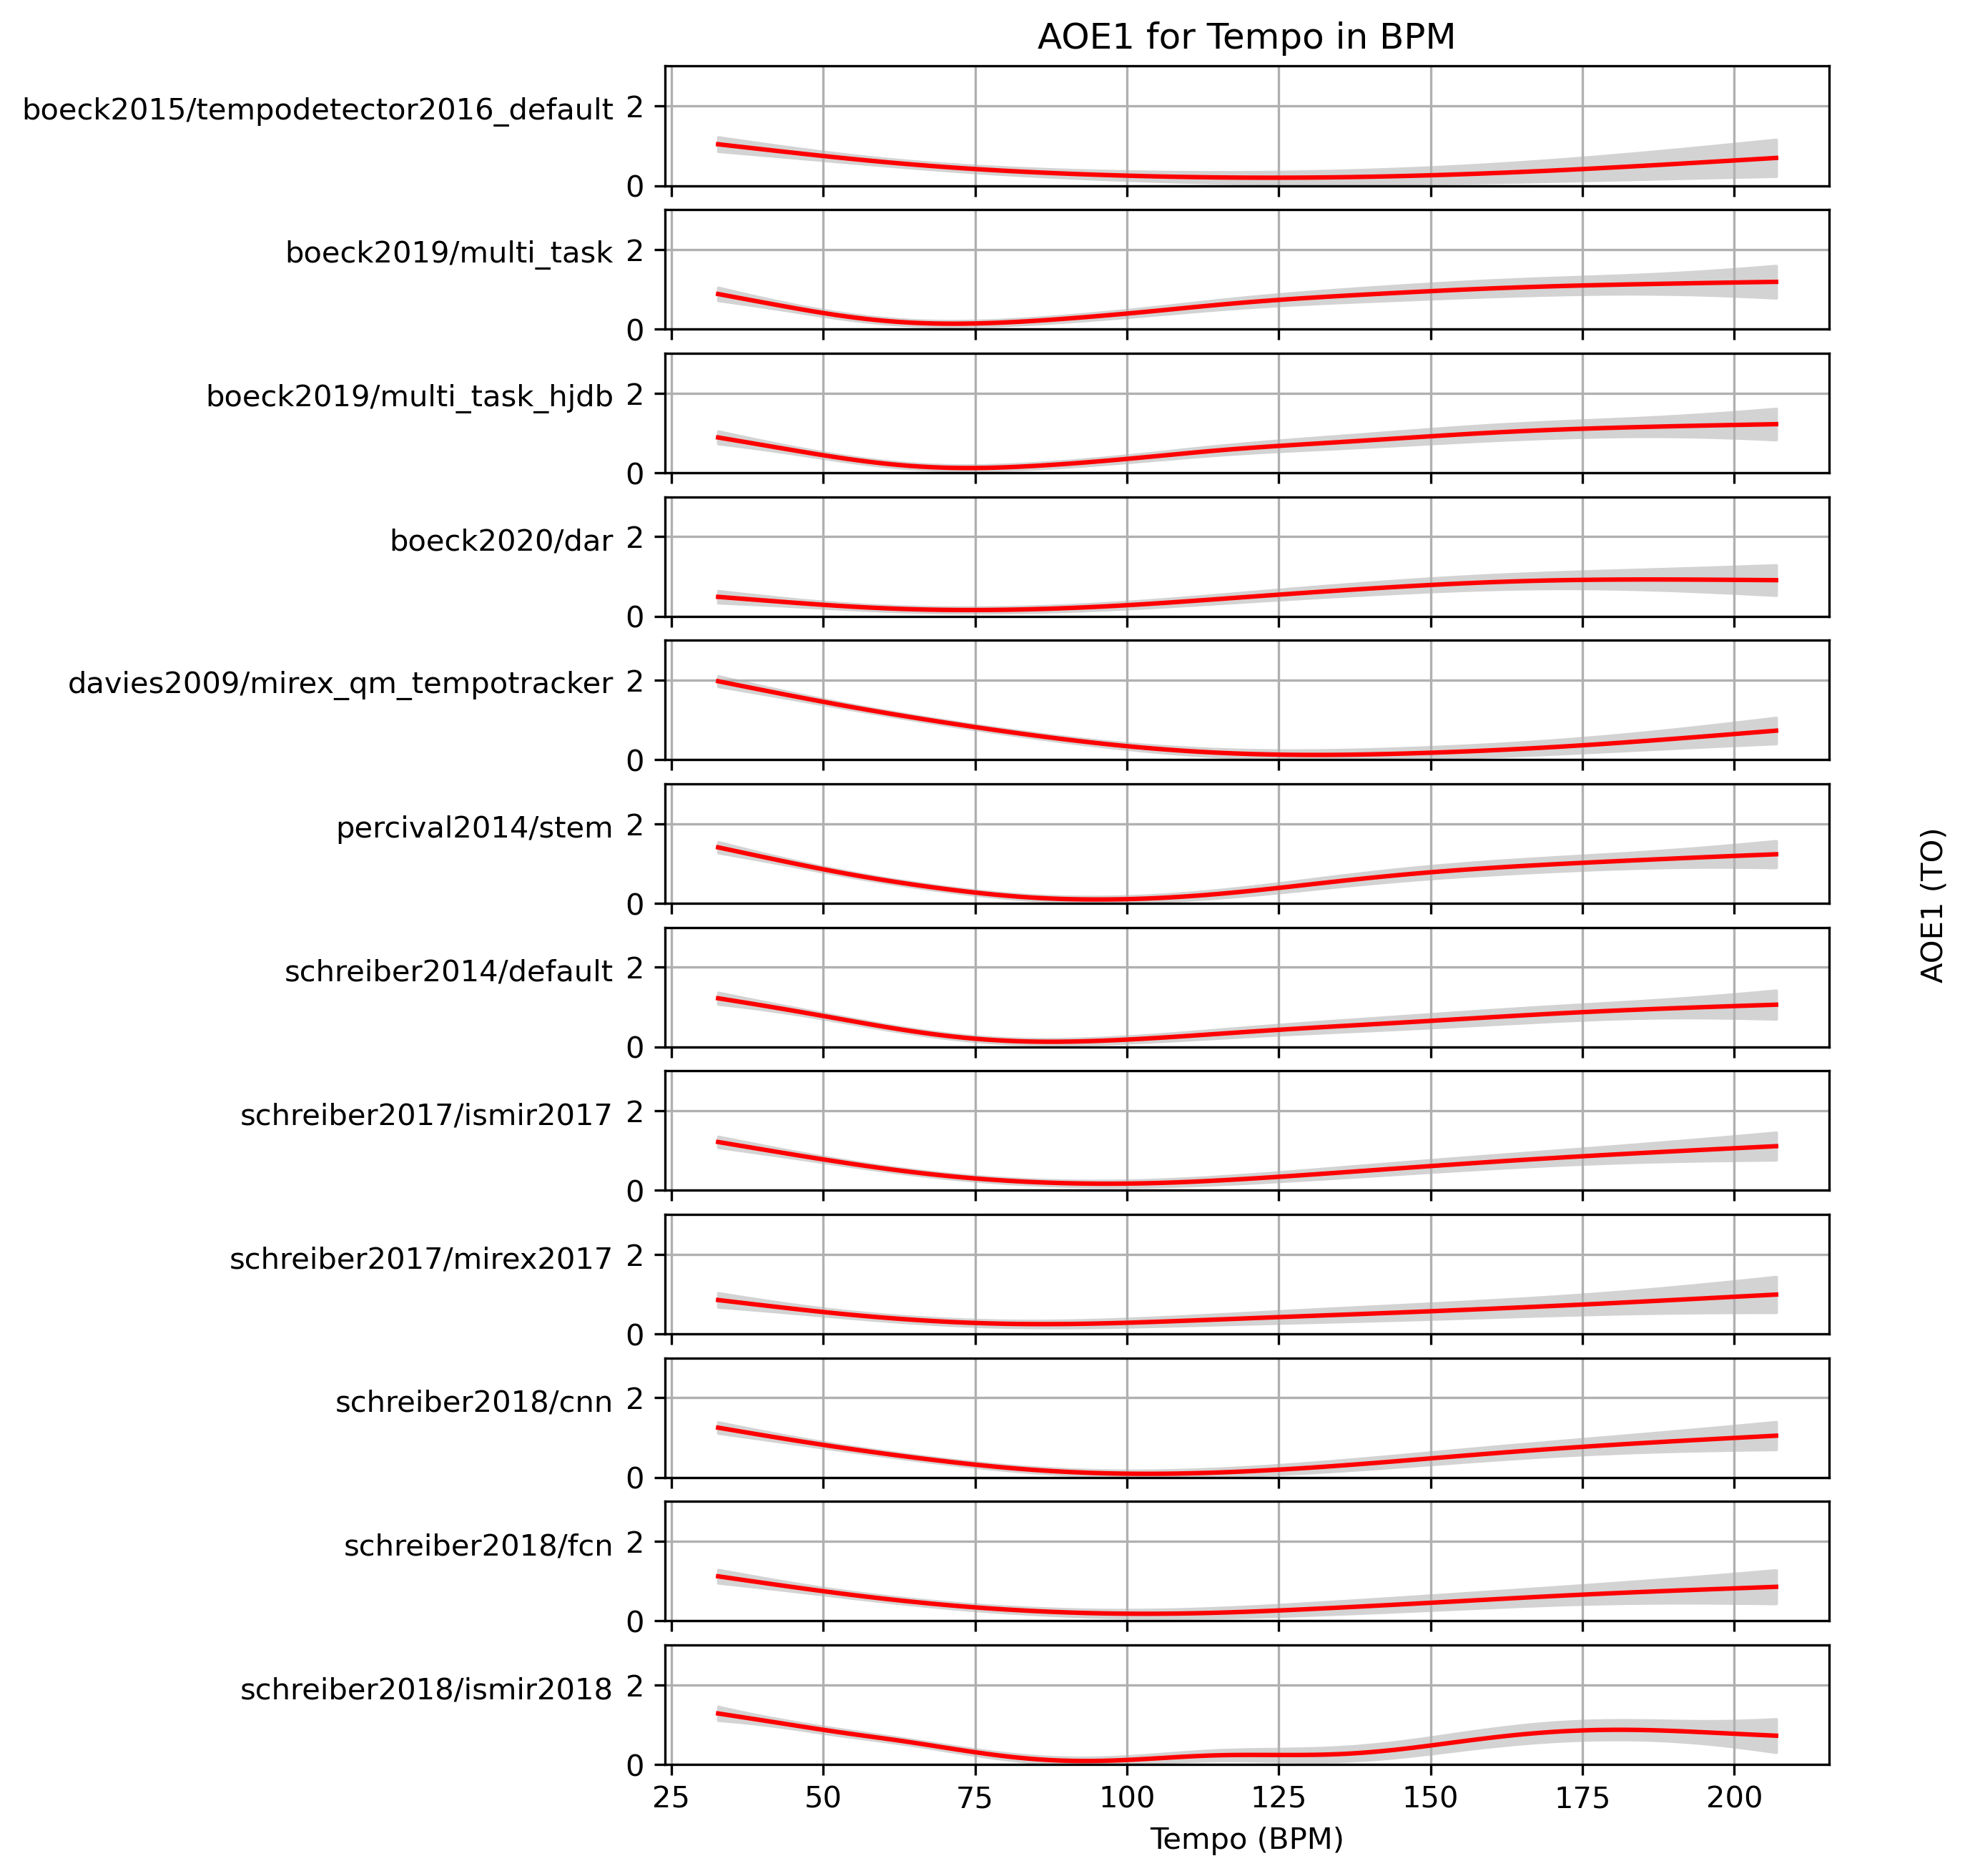 AOE1 for Tempo in BPM
boeck2015/tempodetector2016_default
2
0
boeck2019/multi_task
2
0
boeck2019/multi_task_hjdb
2
0
boeck2020/dar
2
0
davies2009/mirex_qm_tempotracker
2
0
percival2014/stem
2
0
schreiber2014/default
2
0
schreiber2017/ismir2017
2
0
schreiber2017/mirex2017
2
0
schreiber2018/cnn
2
0
schreiber2018/fcn
2
0
schreiber2018/ismir2018
2
0
25 50 75 100 125 150 175 200
Tempo (BPM)
AOE1 (TO)